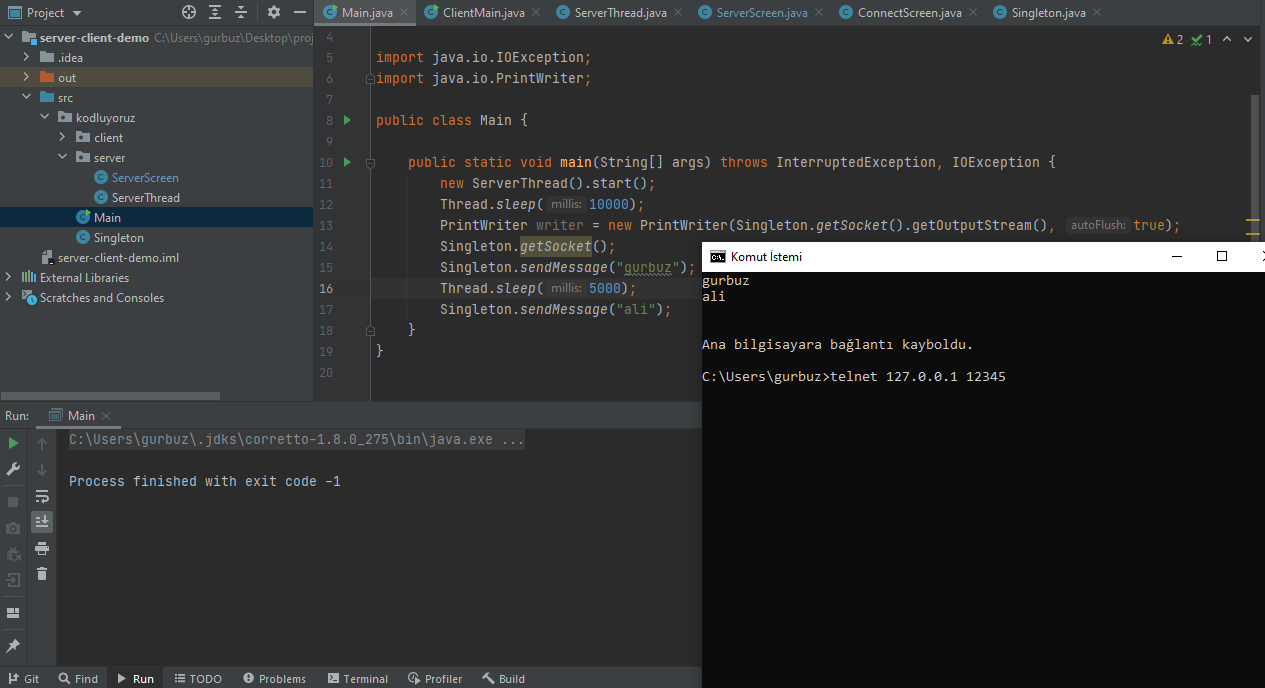 Project
Main.java
ClientMain.java
ServerThread.java
ServerScreen.java
ConnectScreen.java
Singleton.java
server-client-demo C:\Users\gurbuz\Desktop\proj
.idea
out
src
kodluyoruz
client
server
ServerScreen
ServerThread
Main
Singleton
server-client-demo.iml
External Libraries
Scratches and Consoles
2 1
4
5 import java.io.IOException;
6 import java.io.PrintWriter;
7
8 public class Main {
9
10 public static void main(String[] args) throws InterruptedException, IOException {
11 new ServerThread().start();
12 Thread.sleep( millis: 10000);
13 PrintWriter writer = new PrintWriter(Singleton.getSocket().getOutputStream(), autoFlush: true);
14 Singleton.getSocket();
15 Singleton.sendMessage("gurbuz");
16 Thread.sleep( millis: 5000);
17 Singleton.sendMessage("ali");
18 }
19 }
20
Komut İstemi
gurbuz
ali
Ana bilgisayara bağlantı kayboldu.
C:\Users\gurbuz>telnet 127.0.0.1 12345
Run: Main
C:\Users\gurbuz\.jdks\corretto-1.8.0_275\bin\java.exe ...
Process finished with exit code -1
Git
Find
Run
TODO
Problems
Terminal
Profiler
Build